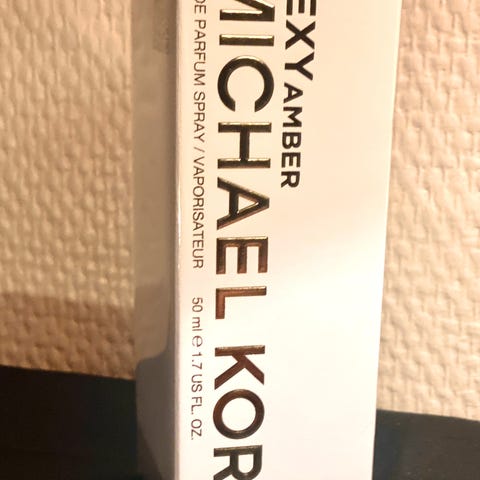 EXY AMBER
MICHAEL KOR
DE PARFUM SPRAY / VAPORISATEUR 50 ml e 1.7 US FL. OZ.